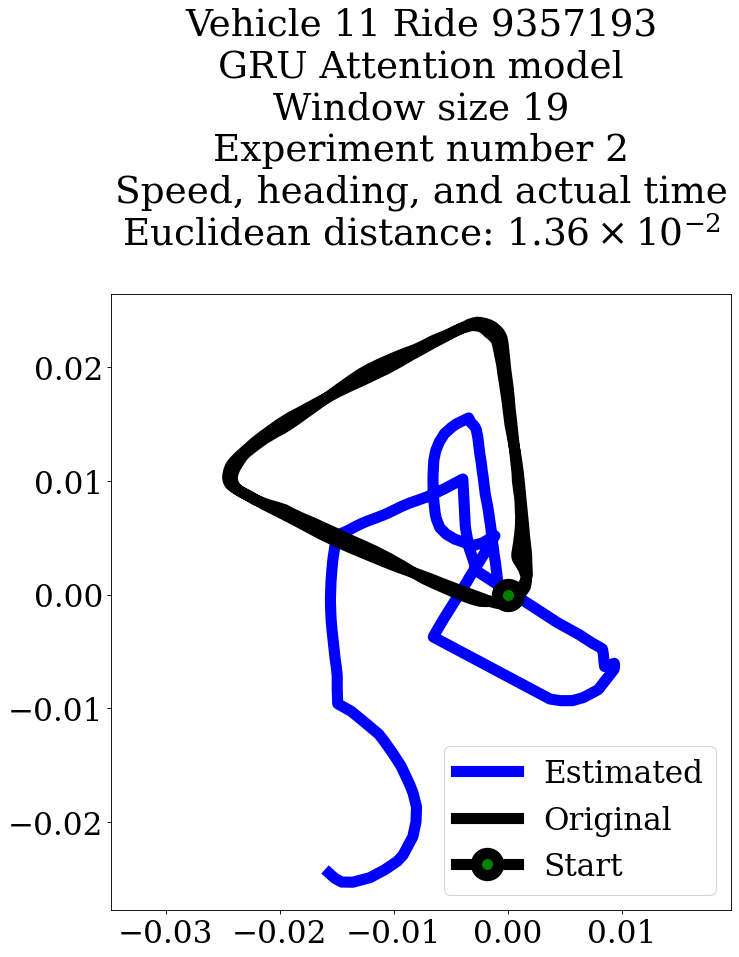 Vehicle 11 Ride 9357193
GRU Attention model
Window size 19
Experiment number 2
Speed, heading, and actual time
Euclidean distance: 1.36 × 10⁻²
0.02
0.01
0.00
−0.01
−0.02
Estimated
Original
Start
−0.03 −0.02 −0.01 0.00 0.01